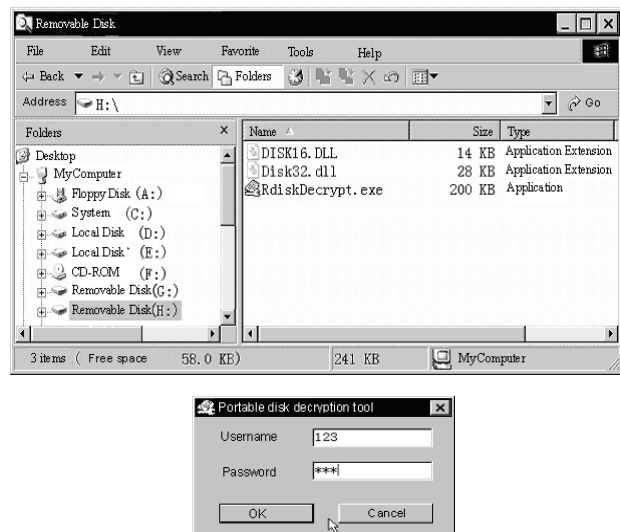 Removable Disk
File Edit View Favorite Tools Help
Back Search Folders
Address H:\ Go
Folders x Name Size Type
Desktop
MyComputer
Floppy Disk (A:)
System (C:)
Local Disk (D:)
Local Disk (E:)
CD-ROM (F:)
Removable Disk(G:)
Removable Disk(H:)
DISK16.DLL 14 KB Application Extension
Disk32.dll 28 KB Application Extension
RdiskDecrypt.exe 200 KB Application
3 items ( Free space 58.0 KB) 241 KB MyComputer
Portable disk decryption tool
Username 123
Password ***
OK Cancel